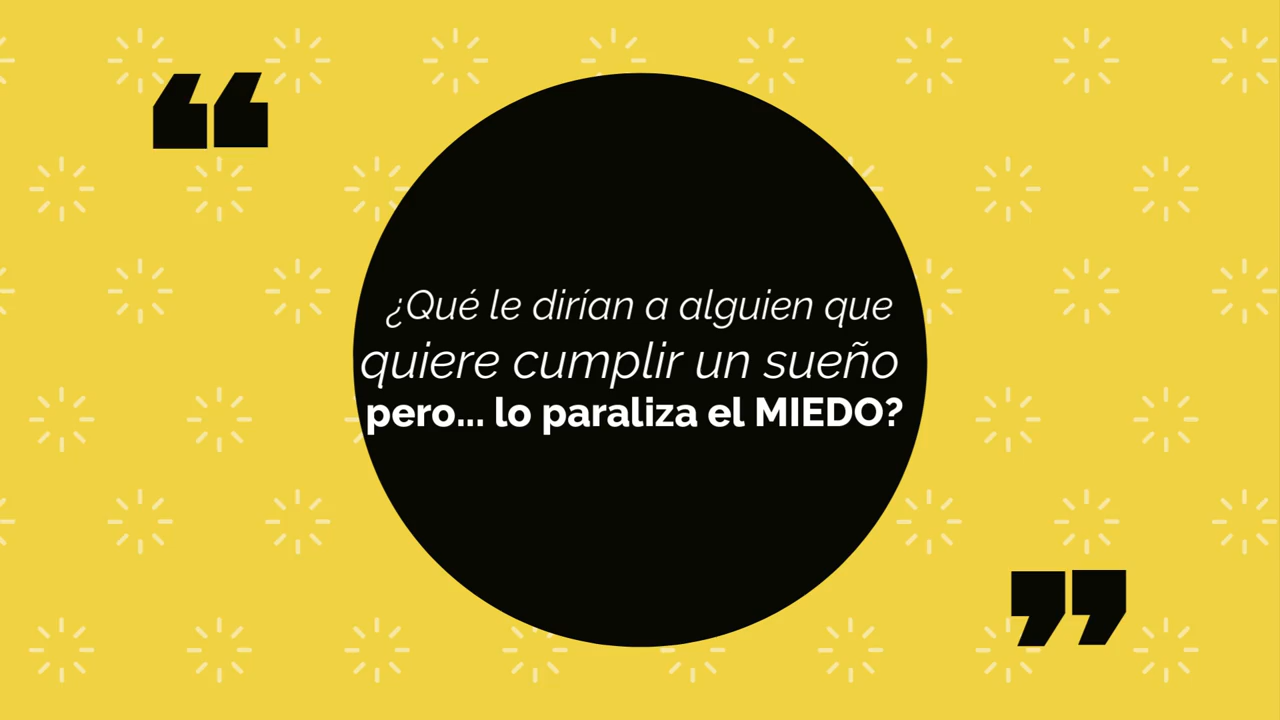 ¿Qué le dirían a alguien que
quiere cumplir un sueño
pero... lo paraliza el MIEDO?